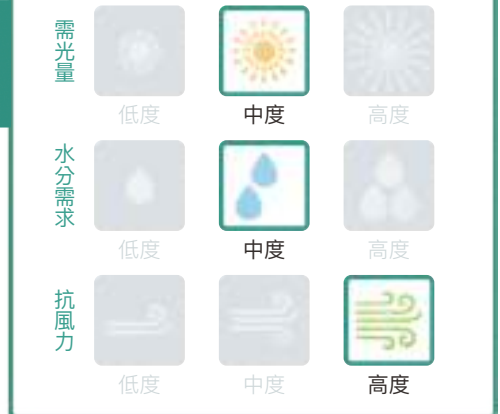 需光量
低度 中度 高度
水分需求
低度 中度 高度
抗風力
低度 中度 高度